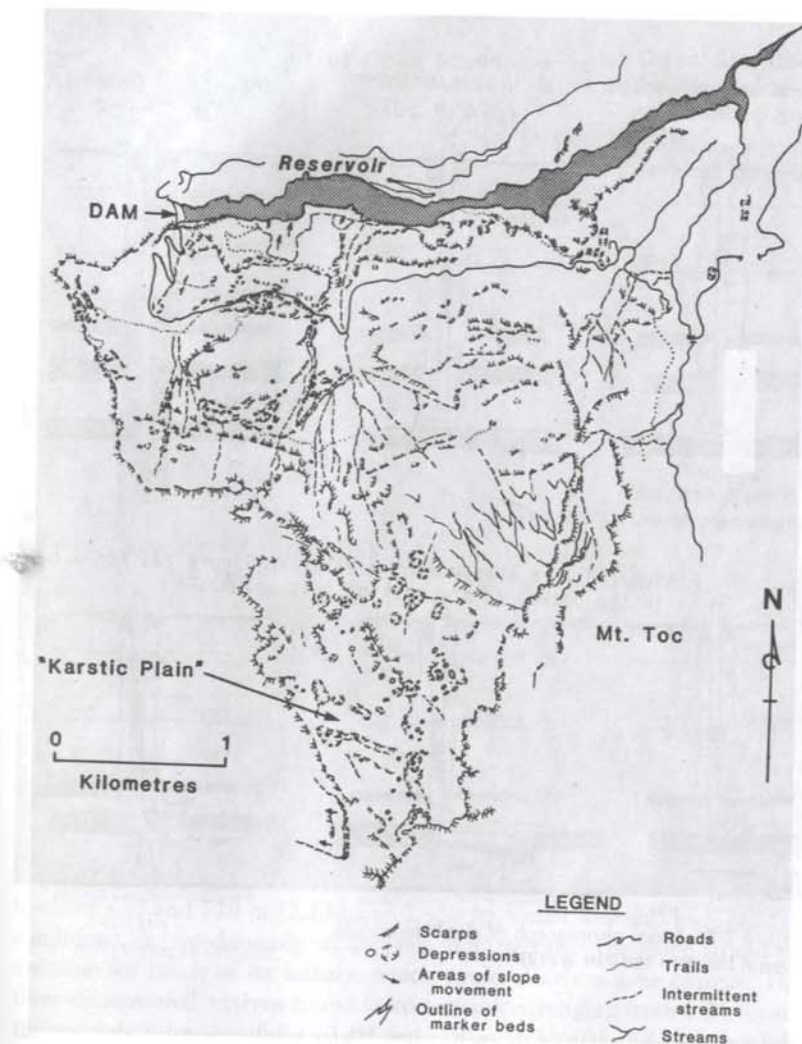 Reservoir
DAM
N
Mt. Toc
"Karstic Plain"
0 1
Kilometres
LEGEND
Scarps
Depressions
Areas of slope
movement
Outline of
marker beds
Roads
Trails
Intermittent
streams
Streams